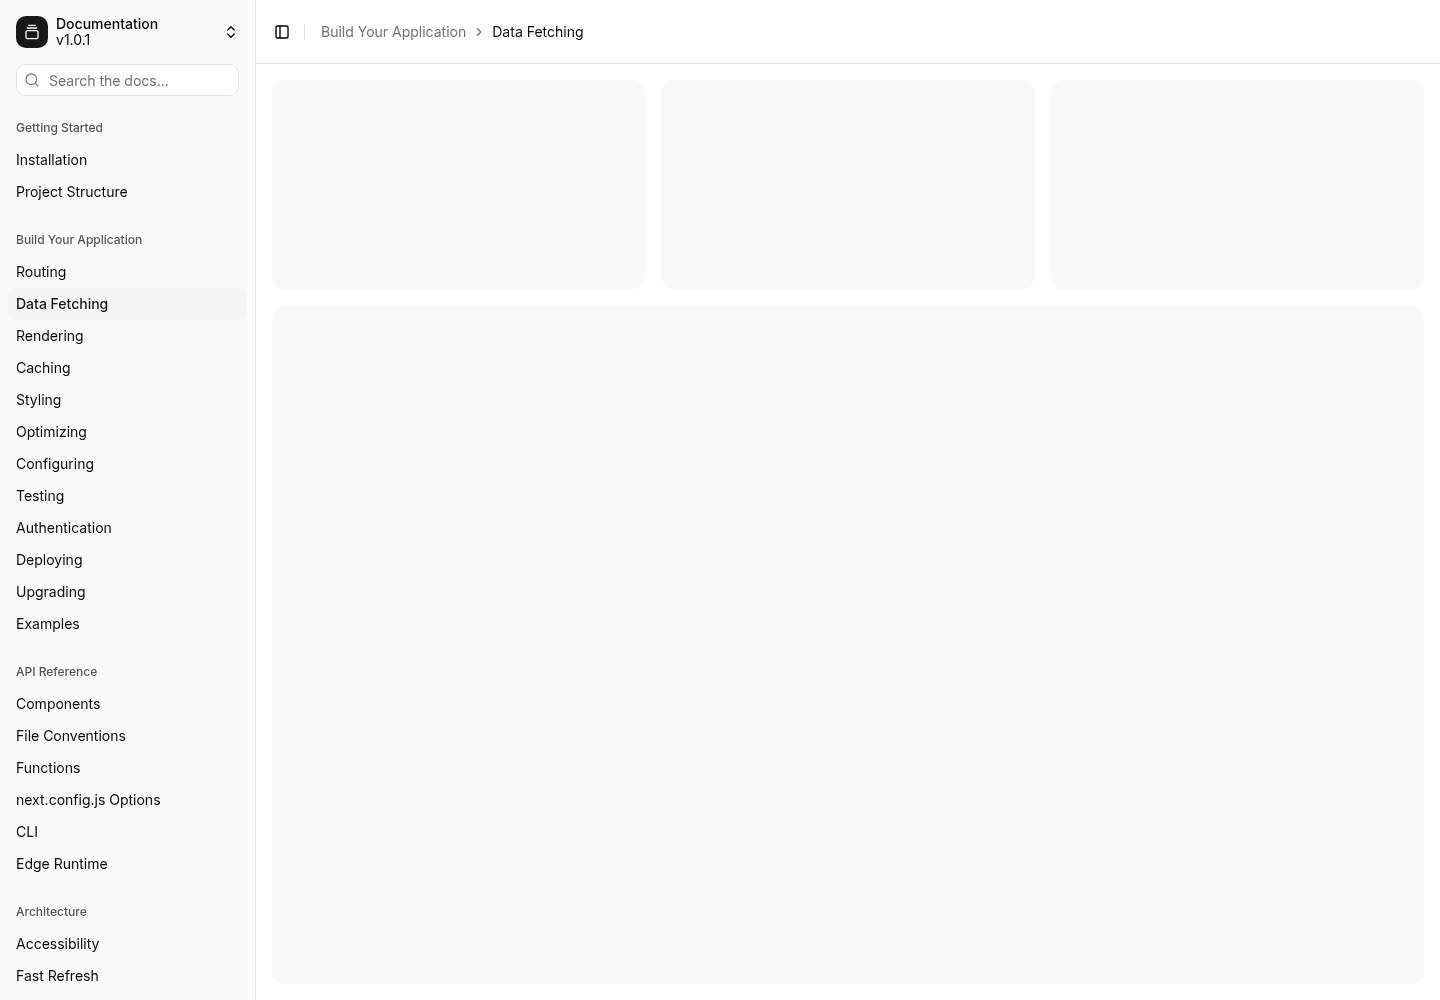 Documentation
v1.0.1
Search the docs...
Getting Started
Installation
Project Structure
Build Your Application
Routing
Data Fetching
Rendering
Caching
Styling
Optimizing
Configuring
Testing
Authentication
Deploying
Upgrading
Examples
API Reference
Components
File Conventions
Functions
next.config.js Options
CLI
Edge Runtime
Architecture
Accessibility
Fast Refresh
Build Your Application
Data Fetching